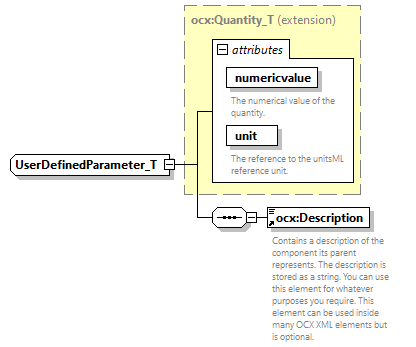 ocx:Quantity_T (extension)
attributes
numericvalue
The numerical value of the
quantity.
unit
The reference to the unitsML
reference unit.
UserDefinedParameter_T
ocx:Description
Contains a description of the
component its parent
represents. The description is
stored as a string. You can use
this element for whatever
purposes you require. This
element can be used inside
many OCX XML elements but
is optional.